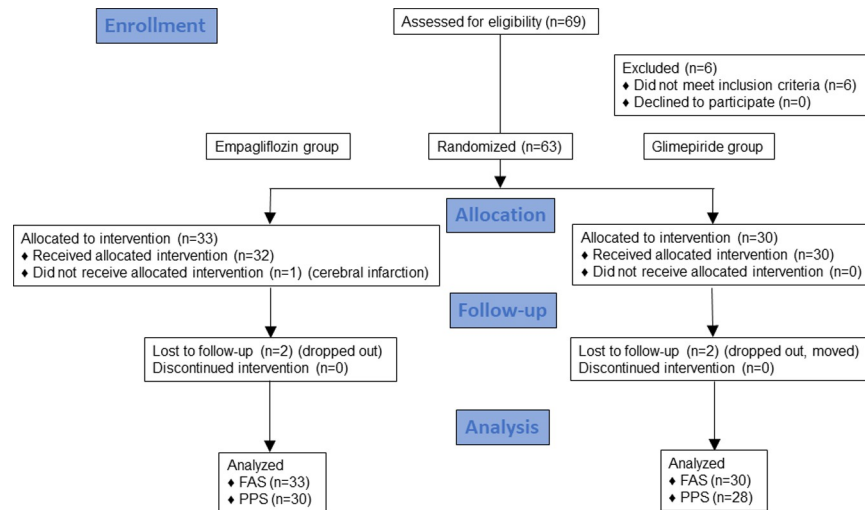 Enrollment
Assessed for eligibility (n=69)
Excluded (n=6)
♦ Did not meet inclusion criteria (n=6)
♦ Declined to participate (n=0)
Empagliflozin group
Randomized (n=63)
Glimepiride group
Allocation
Allocated to intervention (n=33)
♦ Received allocated intervention (n=32)
♦ Did not receive allocated intervention (n=1) (cerebral infarction)
Allocated to intervention (n=30)
♦ Received allocated intervention (n=30)
♦ Did not receive allocated intervention (n=0)
Follow-up
Lost to follow-up (n=2) (dropped out)
Discontinued intervention (n=0)
Lost to follow-up (n=2) (dropped out, moved)
Discontinued intervention (n=0)
Analysis
Analyzed
♦ FAS (n=33)
♦ PPS (n=30)
Analyzed
♦ FAS (n=30)
♦ PPS (n=28)